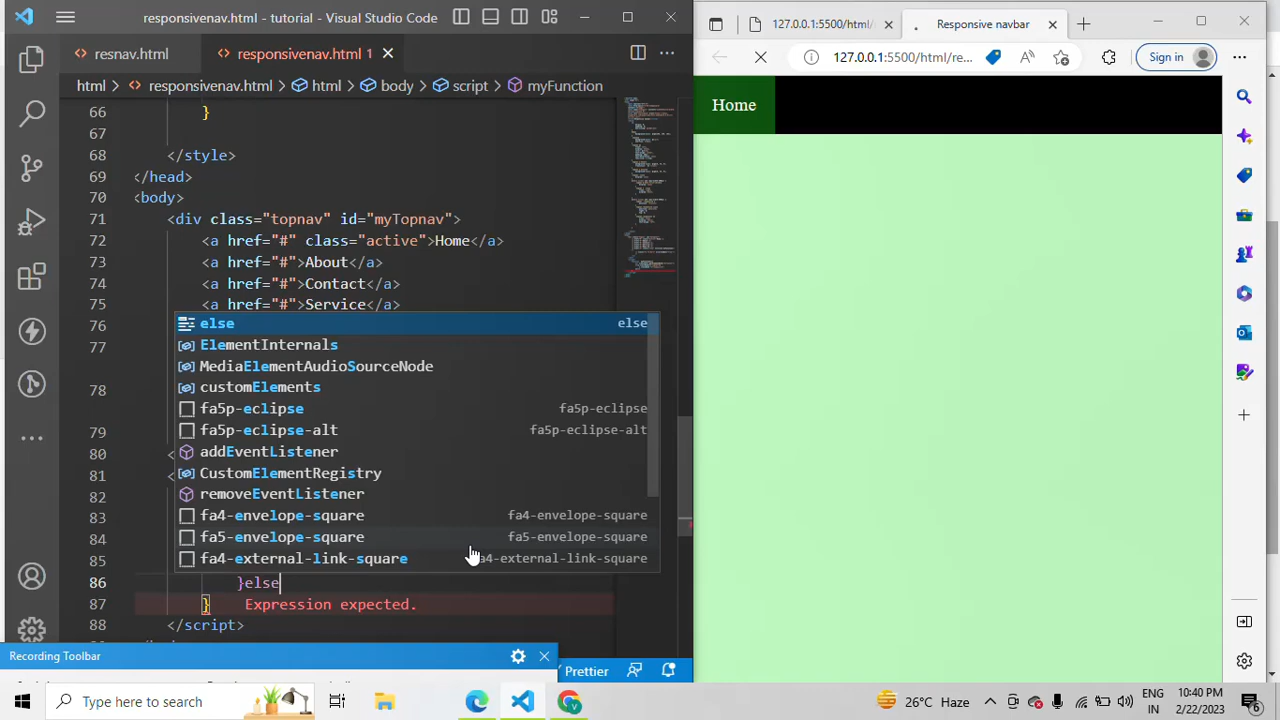 responsivenav.html - tutorial - Visual Studio Code
resnav.html
responsivenav.html 1
html > responsivenav.html > html > body > script > myFunction
66 }
67
68 </style>
69 </head>
70 <body>
71 <div class="topnav" id="myTopnav">
72 <a href="#" class="active">Home</a>
73 <a href="#">About</a>
74 <a href="#">Contact</a>
75 <a href="#">Service</a>
76
77
78
79
80 <
81 <
82
83
84
85
86 }else
87 } Expression expected.
88 </script>
else else
ElementInternals
MediaElementAudioSourceNode
customElements
fa5p-eclipse fa5p-eclipse
fa5p-eclipse-alt fa5p-eclipse-alt
addEventListener
CustomElementRegistry
removeEventListener
fa4-envelope-square fa4-envelope-square
fa5-envelope-square fa5-envelope-square
fa4-external-link-square fa4-external-link-square
Recording Toolbar
Prettier
127.0.0.1:5500/html/
Responsive navbar
127.0.0.1:5500/html/re...
Sign in
Home
Type here to search
26°C Haze
ENG
IN
10:40 PM
2/22/2023
6